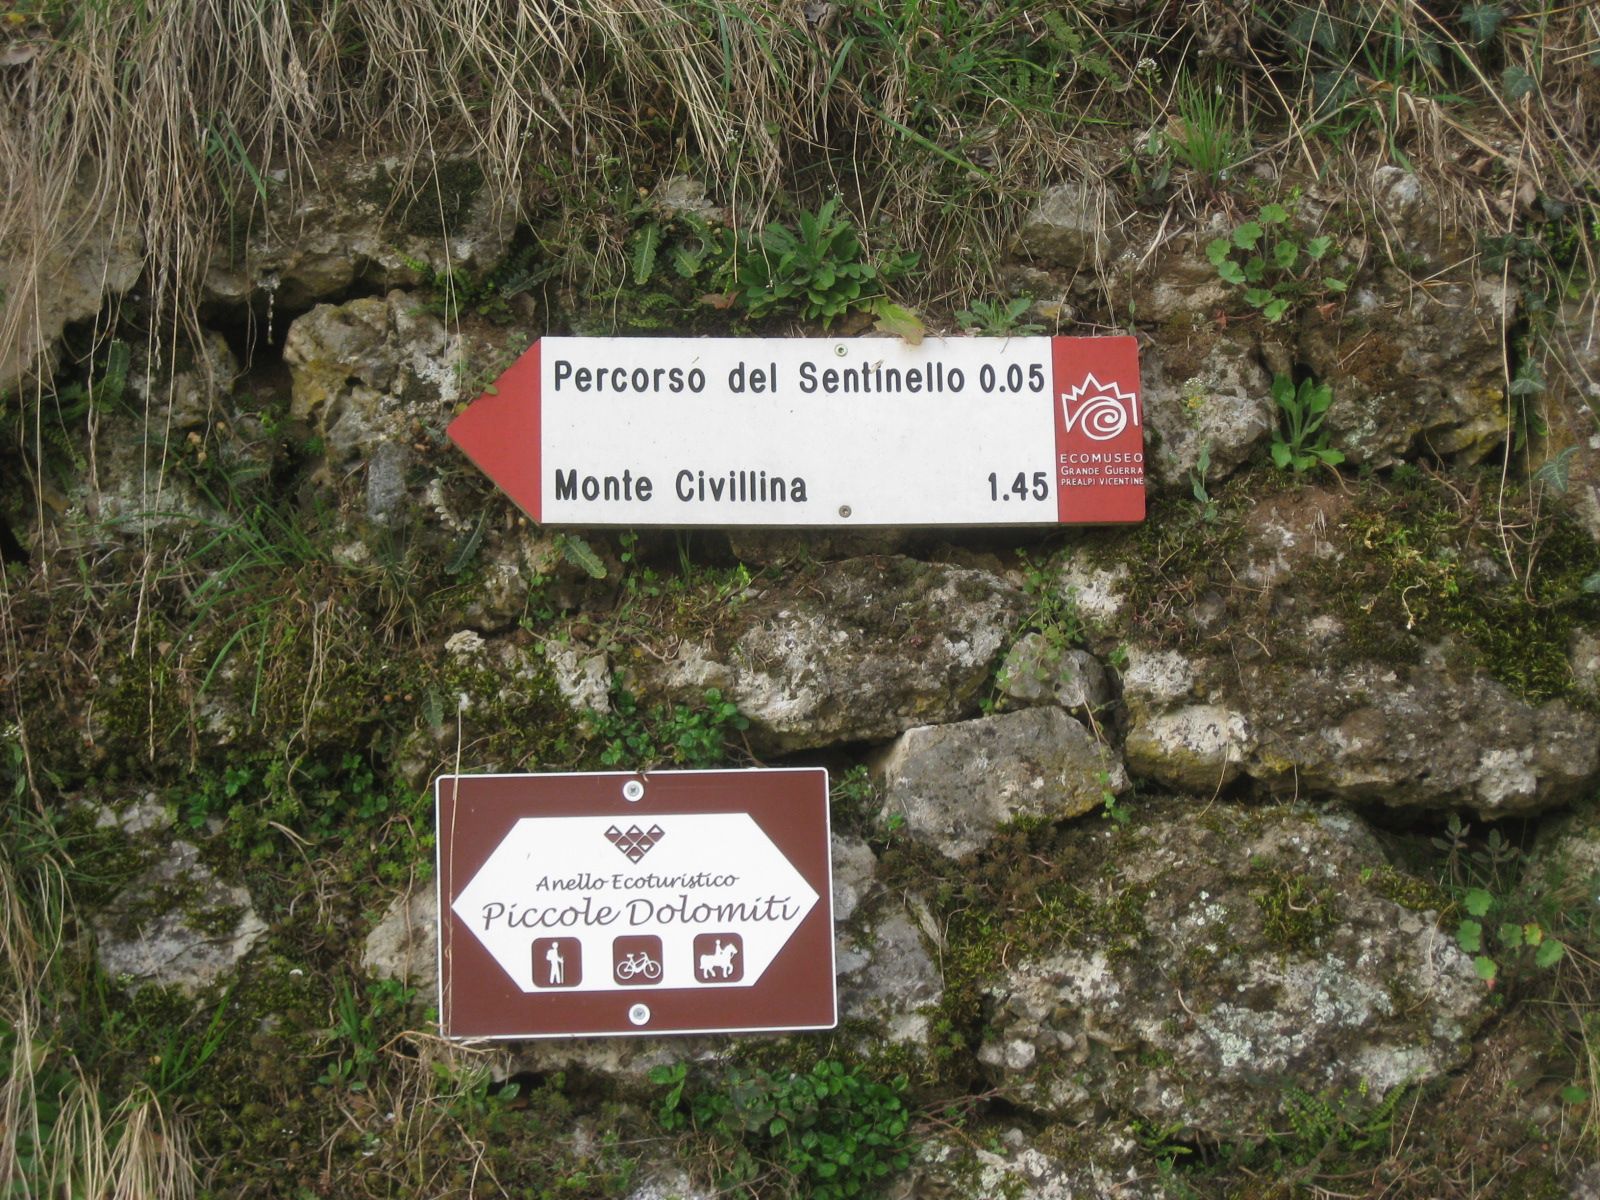 Percorso del Sentinello 0.05
Monte Civillina 1.45
ECOMUSEO
GRANDE GUERRA
PREALPI VICENTINE
Anello Ecoturistico
Piccole Dolomiti